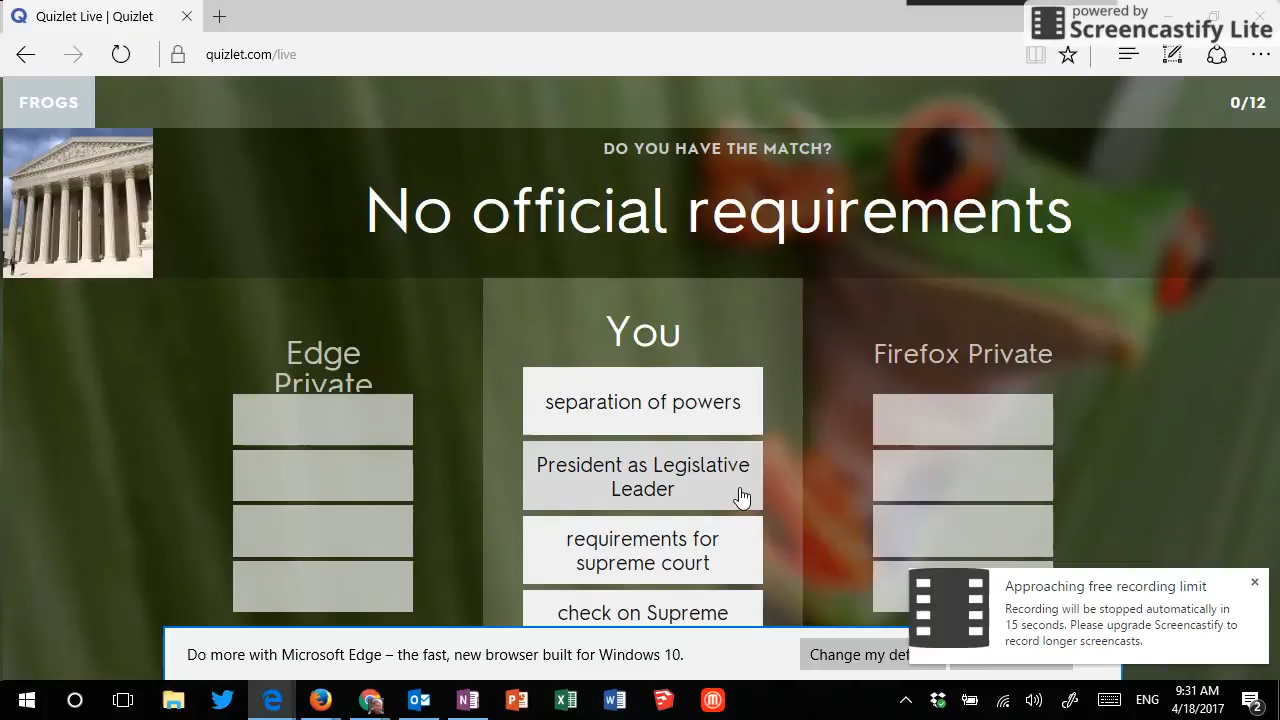 Quizlet Live | Quizlet
powered by
Screencastify Lite
quizlet.com/live
FROGS
0/12
DO YOU HAVE THE MATCH?
No official requirements
Edge
Private
You
Firefox Private
separation of powers
President as Legislative
Leader
requirements for
supreme court
check on Supreme
Approaching free recording limit
Recording will be stopped automatically in
15 seconds. Please upgrade Screencastify to
record longer screencasts.
Do more with Microsoft Edge – the fast, new browser built for Windows 10.
Change my def
ENG
9:31 AM
4/18/2017
2